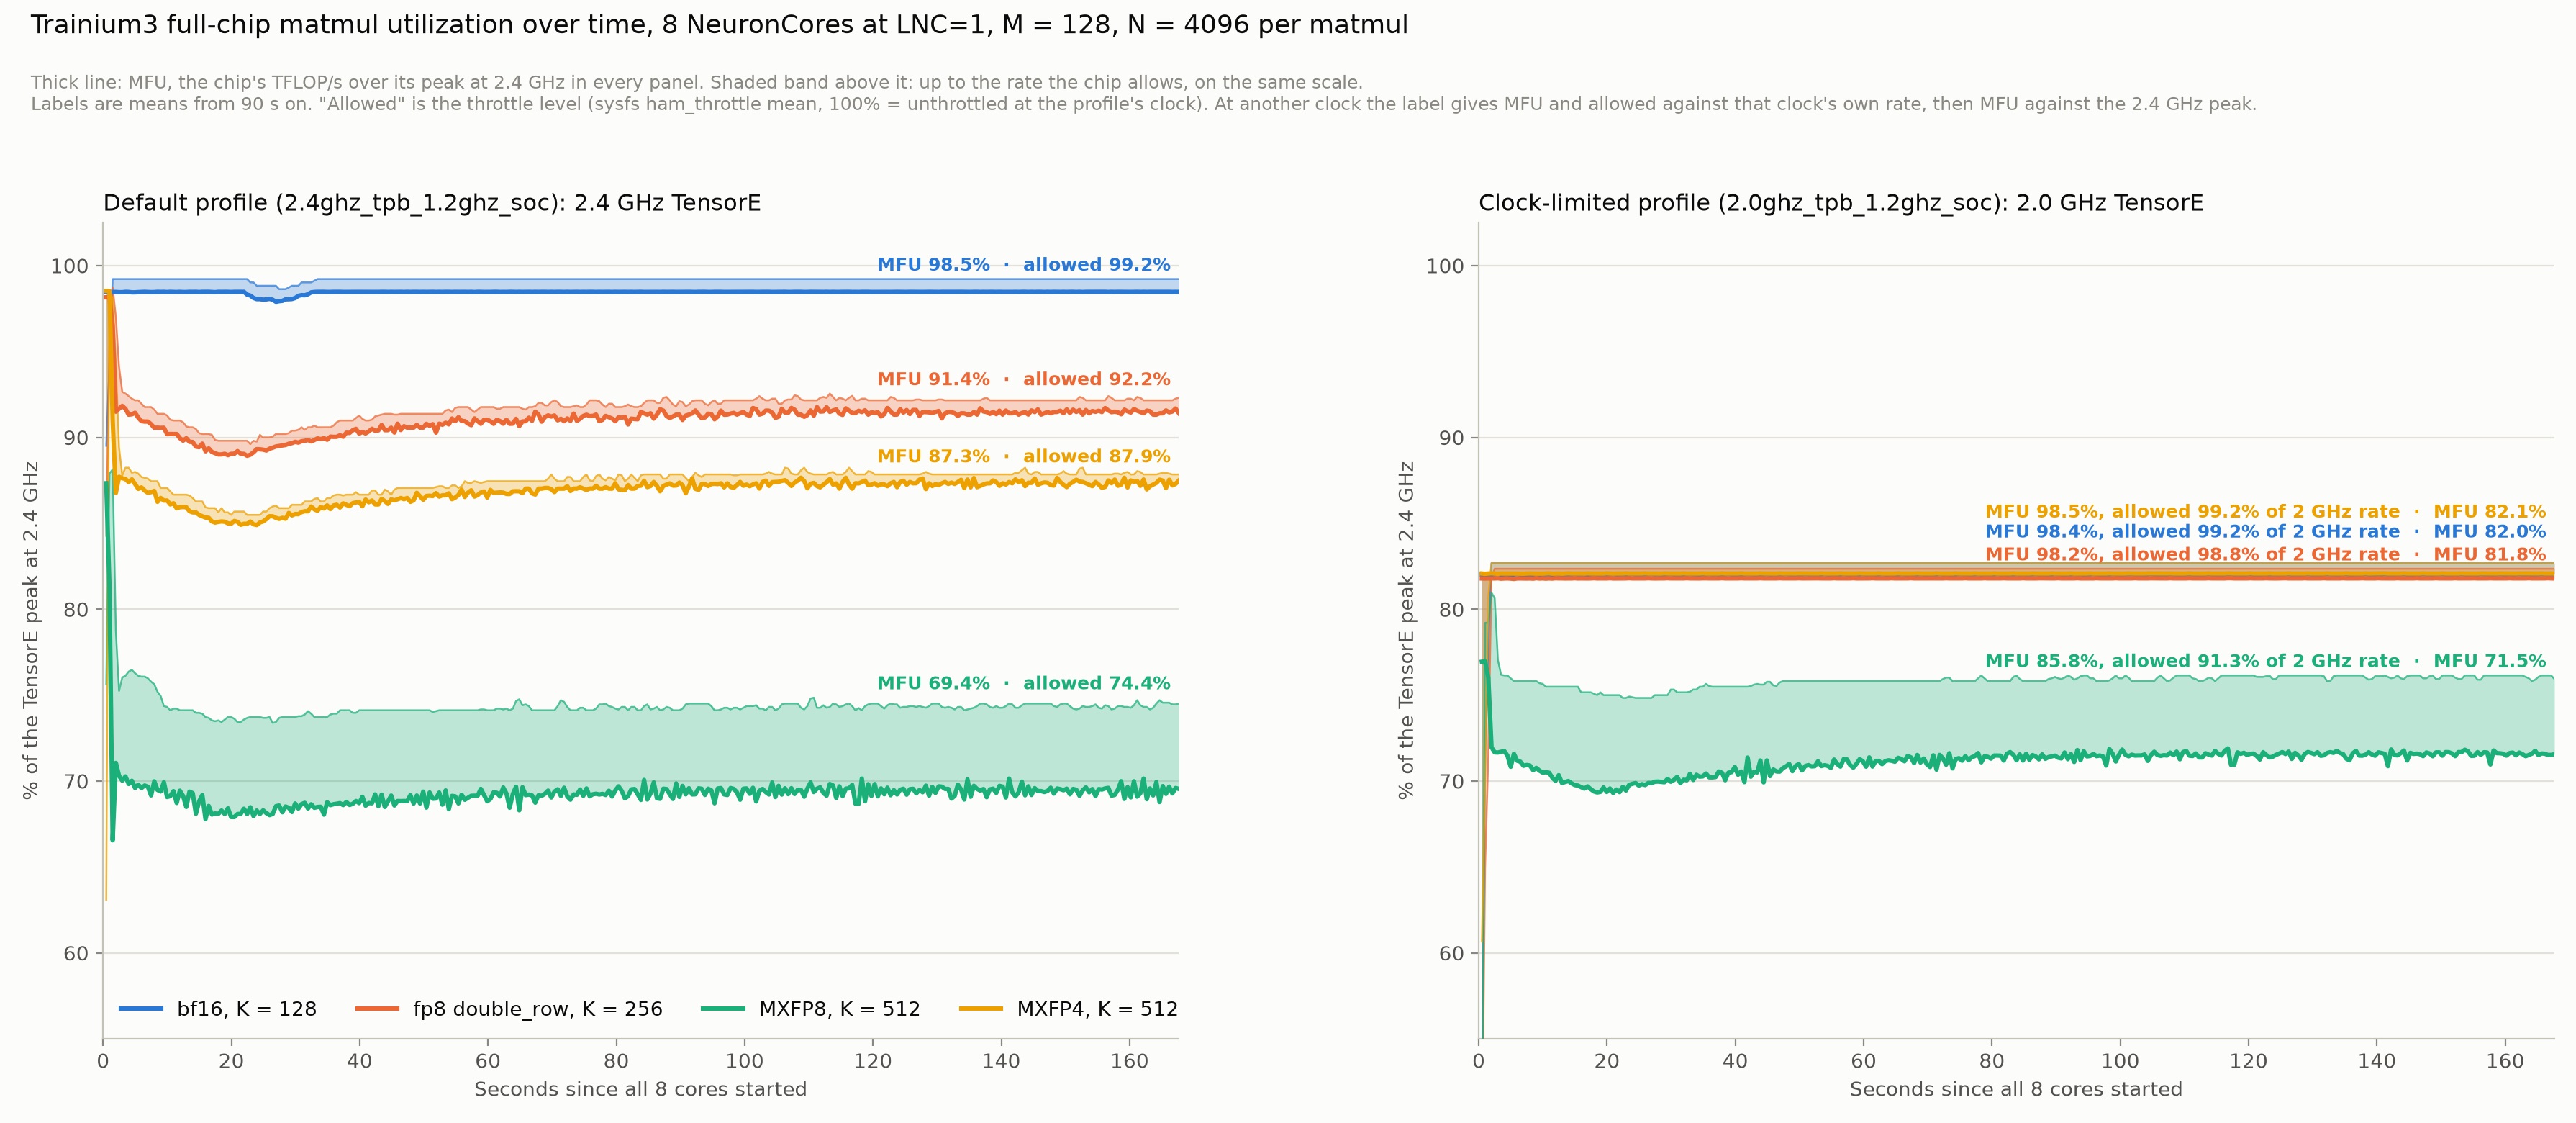 Trainium3 full-chip matmul utilization over time, 8 NeuronCores at LNC=1, M = 128, N = 4096 per matmul
Thick line: MFU, the chip's TFLOP/s over its peak at 2.4 GHz in every panel. Shaded band above it: up to the rate the chip allows, on the same scale.
Labels are means from 90 s on. "Allowed" is the throttle level (sysfs ham_throttle mean, 100% = unthrottled at the profile's clock). At another clock the label gives MFU and allowed against that clock's own rate, then MFU against the 2.4 GHz peak.
Default profile (2.4ghz_tpb_1.2ghz_soc): 2.4 GHz TensorE
% of the TensorE peak at 2.4 GHz
100
90
80
70
60
MFU 98.5% · allowed 99.2%
MFU 91.4% · allowed 92.2%
MFU 87.3% · allowed 87.9%
MFU 69.4% · allowed 74.4%
bf16, K = 128
fp8 double_row, K = 256
MXFP8, K = 512
MXFP4, K = 512
0 20 40 60 80 100 120 140 160
Seconds since all 8 cores started
Clock-limited profile (2.0ghz_tpb_1.2ghz_soc): 2.0 GHz TensorE
% of the TensorE peak at 2.4 GHz
100
90
80
70
60
MFU 98.5%, allowed 99.2% of 2 GHz rate · MFU 82.1%
MFU 98.4%, allowed 99.2% of 2 GHz rate · MFU 82.0%
MFU 98.2%, allowed 98.8% of 2 GHz rate · MFU 81.8%
MFU 85.8%, allowed 91.3% of 2 GHz rate · MFU 71.5%
0 20 40 60 80 100 120 140 160
Seconds since all 8 cores started